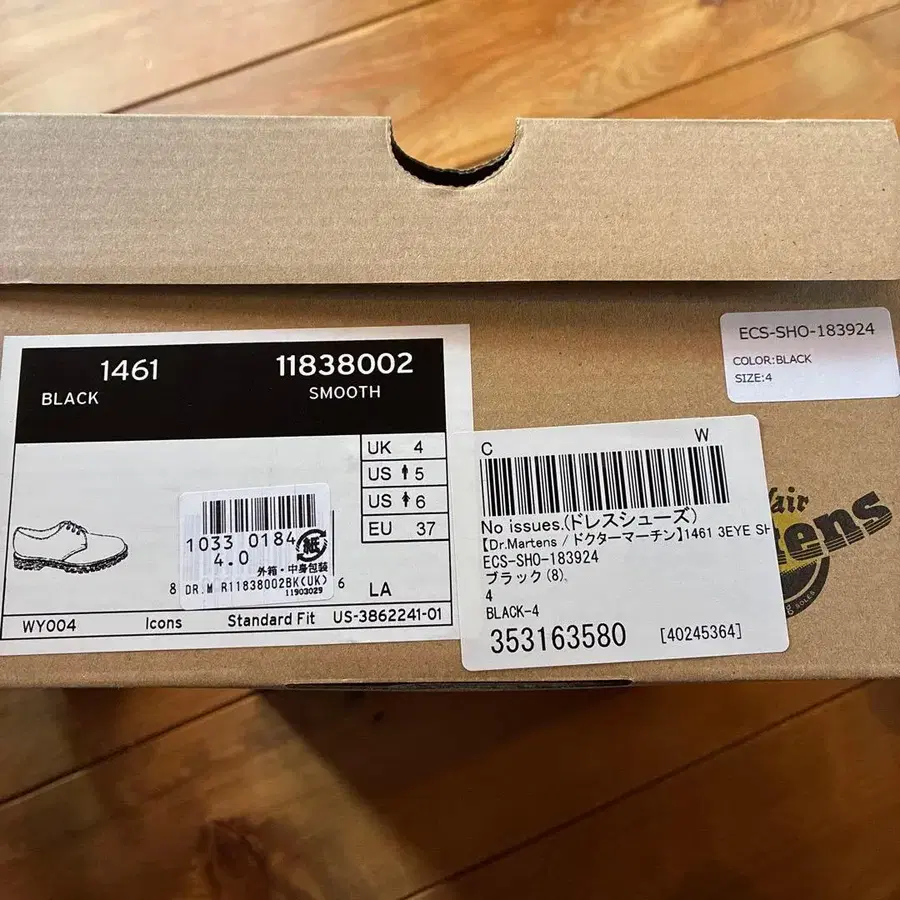 1461 11838002
BLACK SMOOTH
UK 4
US 5
US 6
EU 37
1033 0184
4.0
紙
外箱・中身包装
8 DR.M R11838002BK(UK) 6
11903029
LA
WY004 Icons Standard Fit US-3862241-01
ECS-SHO-183924
COLOR:BLACK
SIZE:4
C W
No issues.(ドレスシューズ)
【Dr.Martens / ドクターマーチン】1461 3EYE SH
ECS-SHO-183924
ブラック(8)、
4
BLACK-4
353163580 [40245364]
air
tens
SOLES